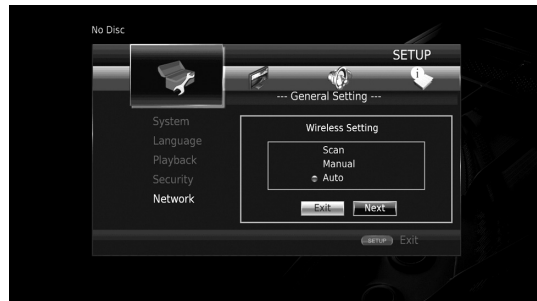 No Disc
SETUP
--- General Setting ---
System
Language
Playback
Security
Network
Wireless Setting
Scan
Manual
Auto
Exit Next
SETUP Exit